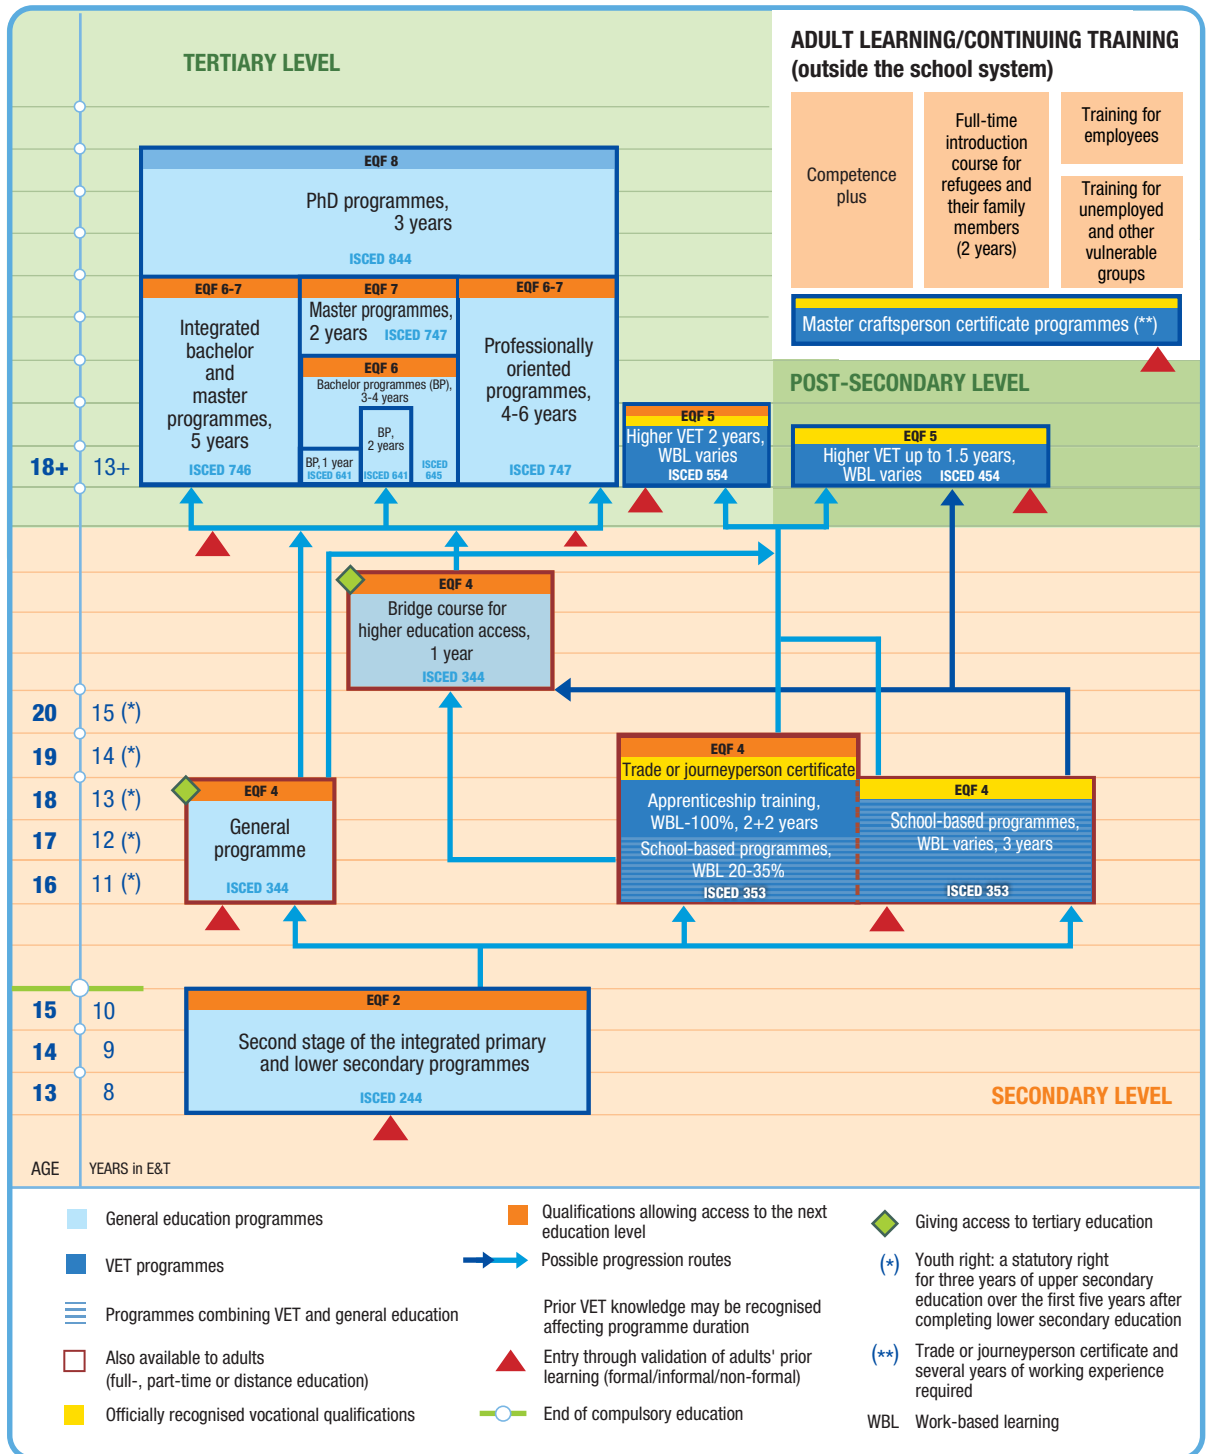 TERTIARY LEVEL
ADULT LEARNING/CONTINUING TRAINING
(outside the school system)
Competence
plus
Full-time
introduction
course for
refugees and
their family
members
(2 years)
Training for
employees
Training for
unemployed
and other
vulnerable
groups
Master craftsperson certificate programmes (**)
POST-SECONDARY LEVEL
EQF 8
PhD programmes,
3 years
ISCED 844
EQF 6-7
Integrated
bachelor
and
master
programmes,
5 years
ISCED 746
EQF 7
Master programmes,
2 years ISCED 747
EQF 6
Bachelor programmes (BP),
3-4 years
BP, 1 year
ISCED 641
BP,
2 years
ISCED 641
ISCED
645
EQF 6-7
Professionally
oriented
programmes,
4-6 years
ISCED 747
EQF 5
Higher VET 2 years,
WBL varies
ISCED 554
EQF 5
Higher VET up to 1.5 years,
WBL varies ISCED 454
18+ 13+
EQF 4
Bridge course for
higher education access,
1 year
ISCED 344
20 15 (*)
19 14 (*)
18 13 (*)
17 12 (*)
16 11 (*)
EQF 4
General
programme
ISCED 344
EQF 4
Trade or journeyperson certificate
Apprenticeship training,
WBL-100%, 2+2 years
School-based programmes,
WBL 20-35%
ISCED 353
EQF 4
School-based programmes,
WBL varies, 3 years
ISCED 353
15 10
14 9
13 8
EQF 2
Second stage of the integrated primary
and lower secondary programmes
ISCED 244
SECONDARY LEVEL
AGE YEARS in E&T
General education programmes
VET programmes
Programmes combining VET and general education
Also available to adults
(full-, part-time or distance education)
Officially recognised vocational qualifications
Qualifications allowing access to the next
education level
Possible progression routes
Prior VET knowledge may be recognised
affecting programme duration
Entry through validation of adults' prior
learning (formal/informal/non-formal)
End of compulsory education
Giving access to tertiary education
(*) Youth right: a statutory right
for three years of upper secondary
education over the first five years after
completing lower secondary education
(**) Trade or journeyperson certificate and
several years of working experience
required
WBL Work-based learning